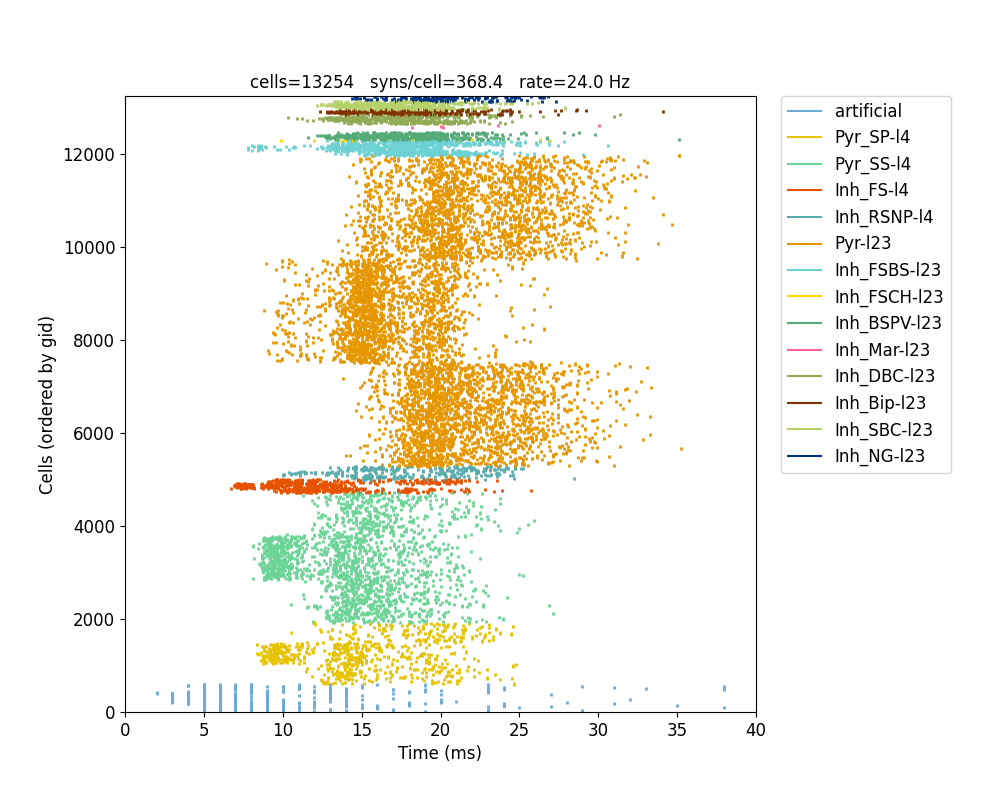 cells=13254 syns/cell=368.4 rate=24.0 Hz
Cells (ordered by gid)
12000
10000
8000
6000
4000
2000
0
0 5 10 15 20 25 30 35 40
Time (ms)
artificial
Pyr_SP-l4
Pyr_SS-l4
Inh_FS-l4
Inh_RSNP-l4
Pyr-l23
Inh_FSBS-l23
Inh_FSCH-l23
Inh_BSPV-l23
Inh_Mar-l23
Inh_DBC-l23
Inh_Bip-l23
Inh_SBC-l23
Inh_NG-l23